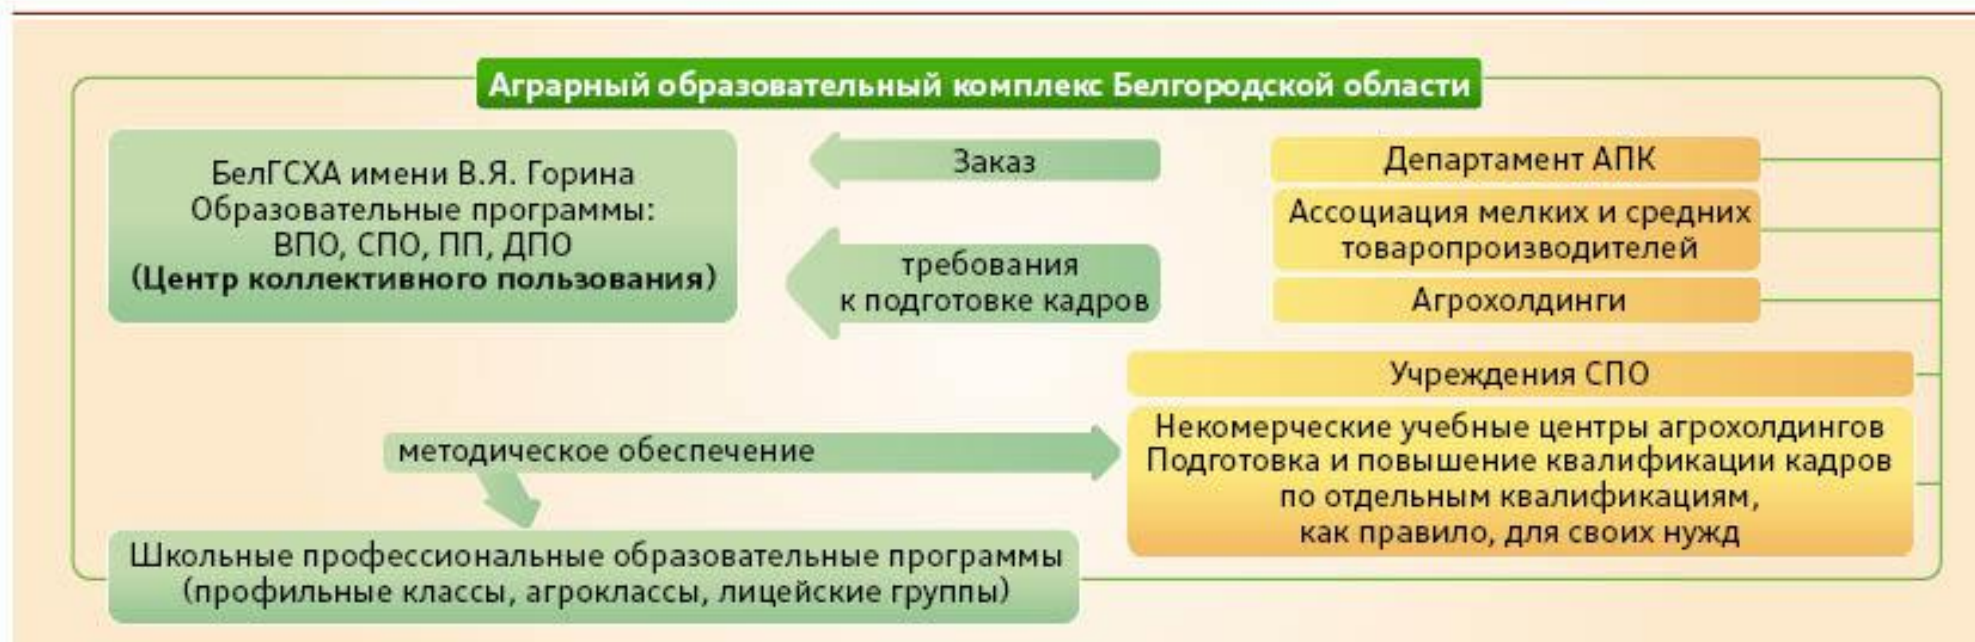 Аграрный образовательный комплекс Белгородской области
БелГСХА имени В.Я. Горина
Образовательные программы:
ВПО, СПО, ПП, ДПО
(Центр коллективного пользования)
Заказ
требования
к подготовке кадров
Департамент АПК
Ассоциация мелких и средних
товаропроизводителей
Агрохолдинги
Учреждения СПО
методическое обеспечение
Некомерческие учебные центры агрохолдингов
Подготовка и повышение квалификации кадров
по отдельным квалификациям,
как правило, для своих нужд
Школьные профессиональные образовательные программы
(профильные классы, агроклассы, лицейские группы)